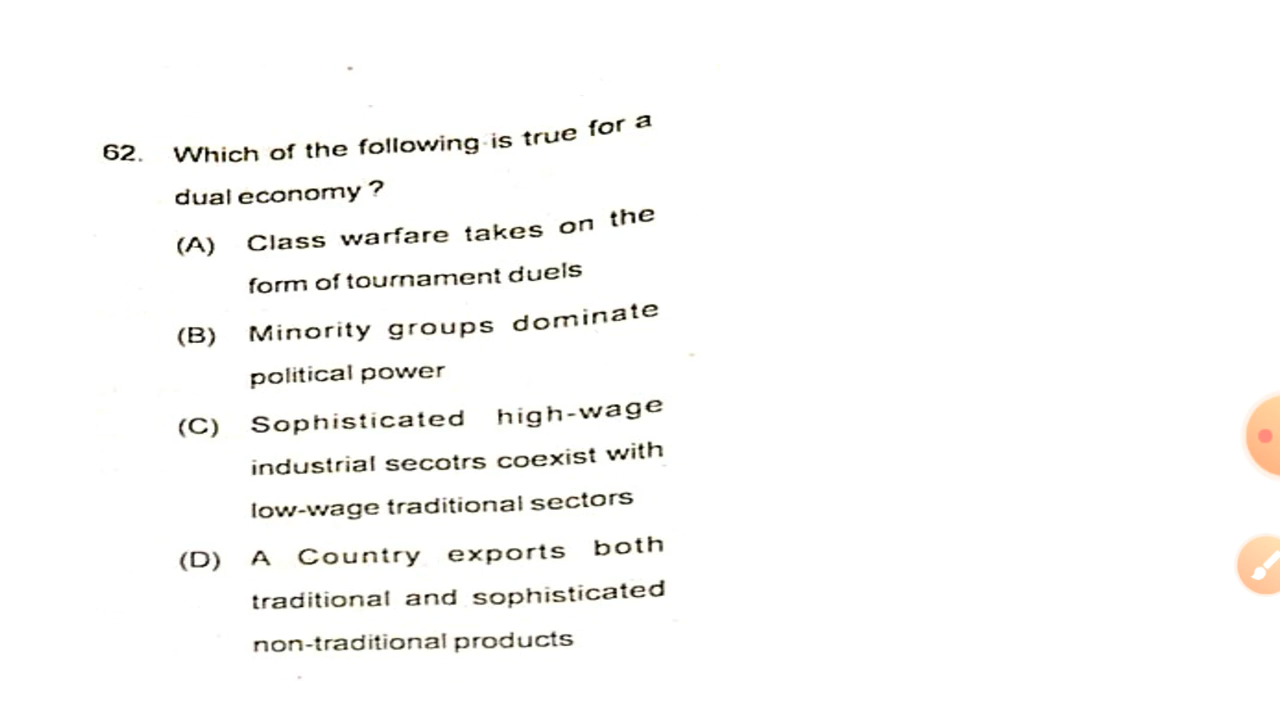 62. Which of the following is true for a
dual economy ?
(A) Class warfare takes on the
form of tournament duels
(B) Minority groups dominate
political power
(C) Sophisticated high-wage
industrial secotrs coexist with
low-wage traditional sectors
(D) A Country exports both
traditional and sophisticated
non-traditional products